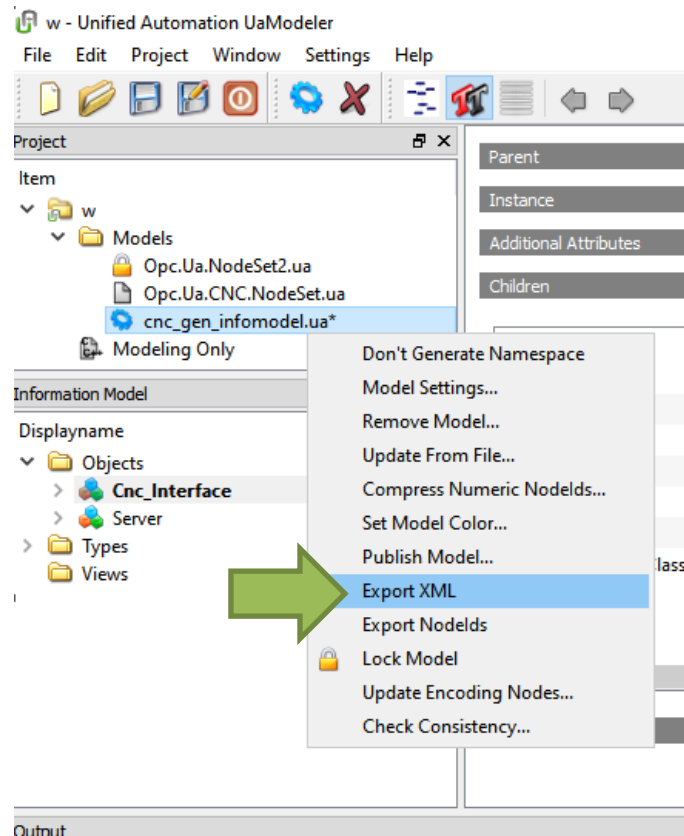 w - Unified Automation UaModeler
File Edit Project Window Settings Help
Project
Item
w
Models
Opc.Ua.NodeSet2.ua
Opc.Ua.CNC.NodeSet.ua
cnc_gen_infomodel.ua*
Modeling Only
Information Model
Displayname
Objects
Cnc_Interface
Server
Types
Views
Parent
Instance
Additional Attributes
Children
Don't Generate Namespace
Model Settings...
Remove Model...
Update From File...
Compress Numeric NodeIds...
Set Model Color...
Publish Model...
Export XML
Export NodeIds
Lock Model
Update Encoding Nodes...
Check Consistency...
lass
Output